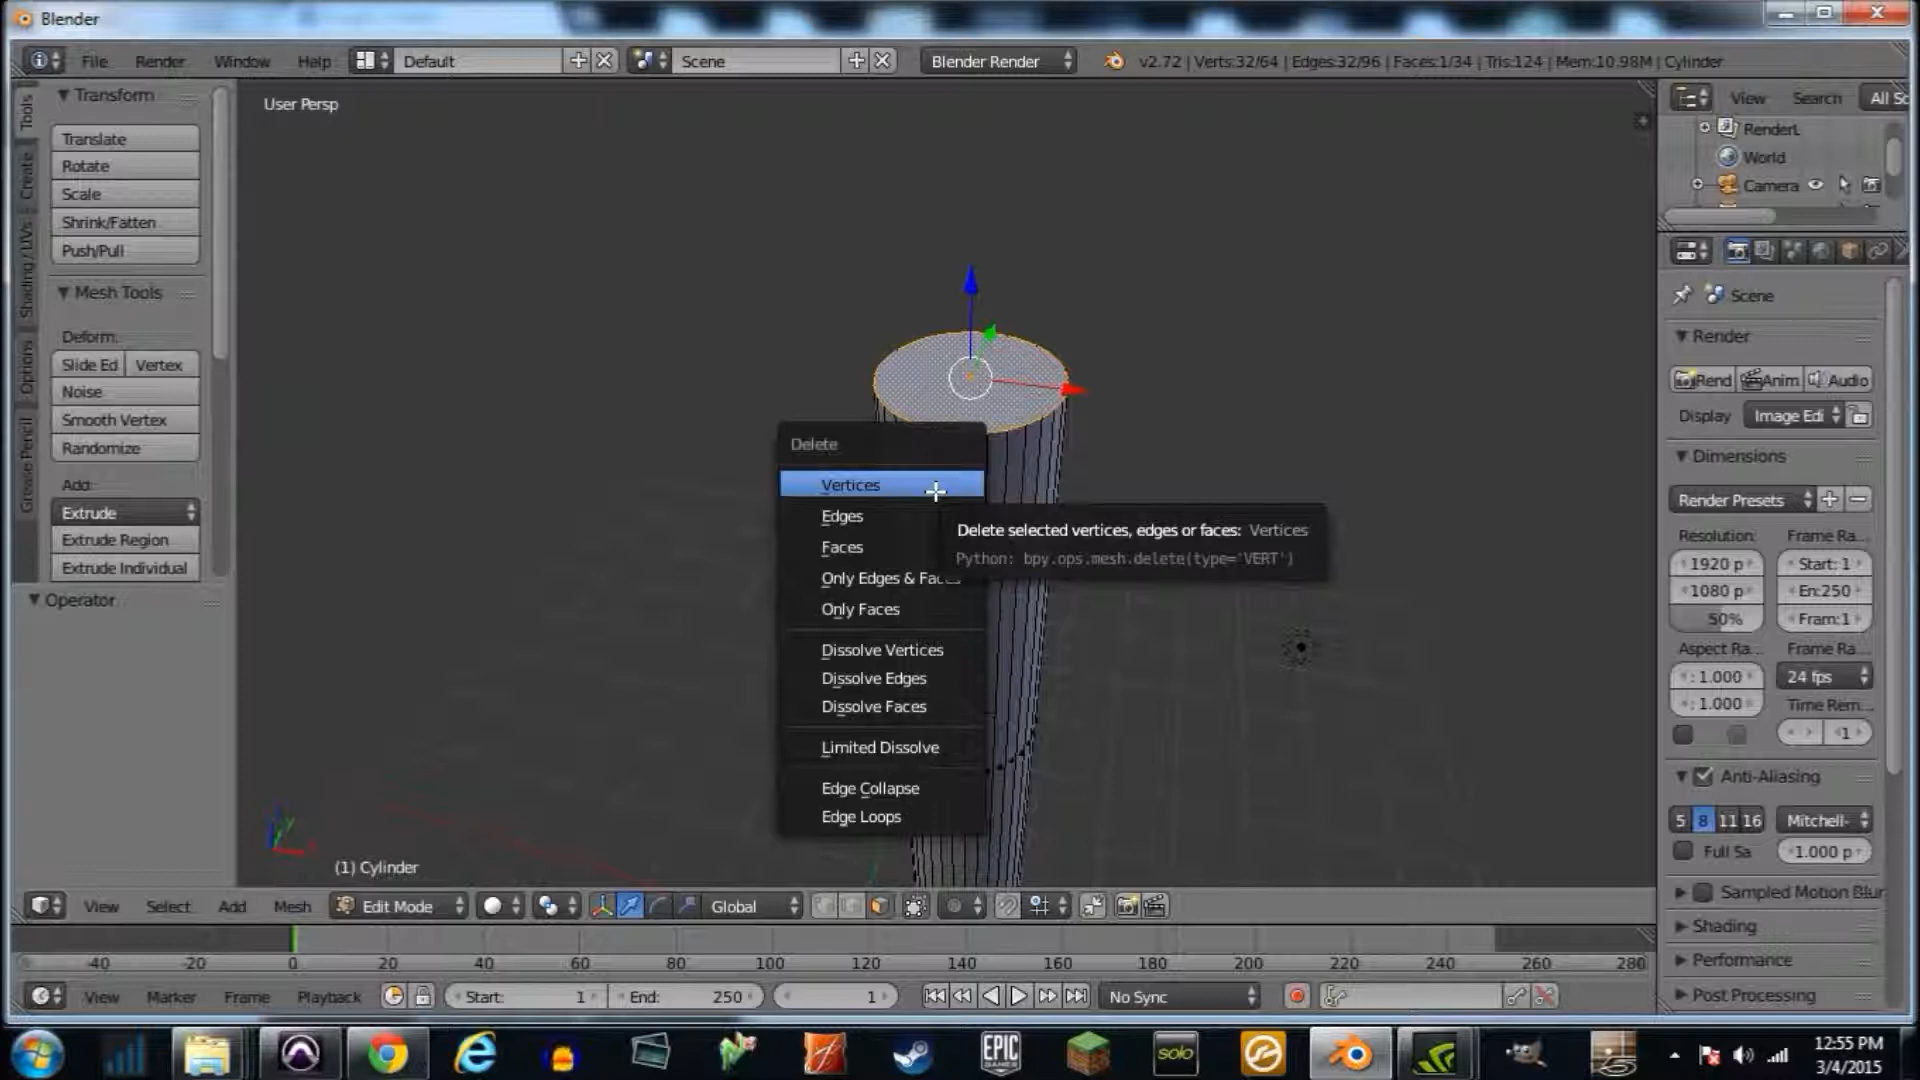 Blender
File Render Window Help Default Scene Blender Render v2.72 | Verts:32/64 | Edges:32/96 | Faces:1/34 | Tris:124 | Mem:10.98M | Cylinder
Tools
Create
Shading / UVs
Options
Grease Pencil
Transform
Translate
Rotate
Scale
Shrink/Fatten
Push/Pull
Mesh Tools
Deform:
Slide Ed Vertex
Noise
Smooth Vertex
Randomize
Add:
Extrude
Extrude Region
Extrude Individual
Operator
User Persp
Delete
Vertices
Edges
Faces
Only Edges & Fac...
Only Faces
Dissolve Vertices
Dissolve Edges
Dissolve Faces
Limited Dissolve
Edge Collapse
Edge Loops
Delete selected vertices, edges or faces: Vertices
Python: bpy.ops.mesh.delete(type='VERT')
(1) Cylinder
View Search All Sc
RenderL
World
Camera
Scene
Render
Rend Anim Audio
Display Image Edi
Dimensions
Render Presets
Resolution: Frame Ra...
1920 p Start: 1
1080 p En:250
50% Fram:1
Aspect Ra... Frame Ra...
: 1.000 24 fps
: 1.000 Time Rem...
1
Anti-Aliasing
5 8 11 16 Mitchell-
Full Sa 1.000 p
Sampled Motion Blur
Shading
Performance
Post Processing
View Select Add Mesh Edit Mode Global
-40 -20 0 20 40 60 80 100 120 140 160 180 200 220 240 260 280
View Marker Frame Playback Start: 1 End: 250 1 No Sync
EPIC GAMES
solo
12:55 PM
3/4/2015